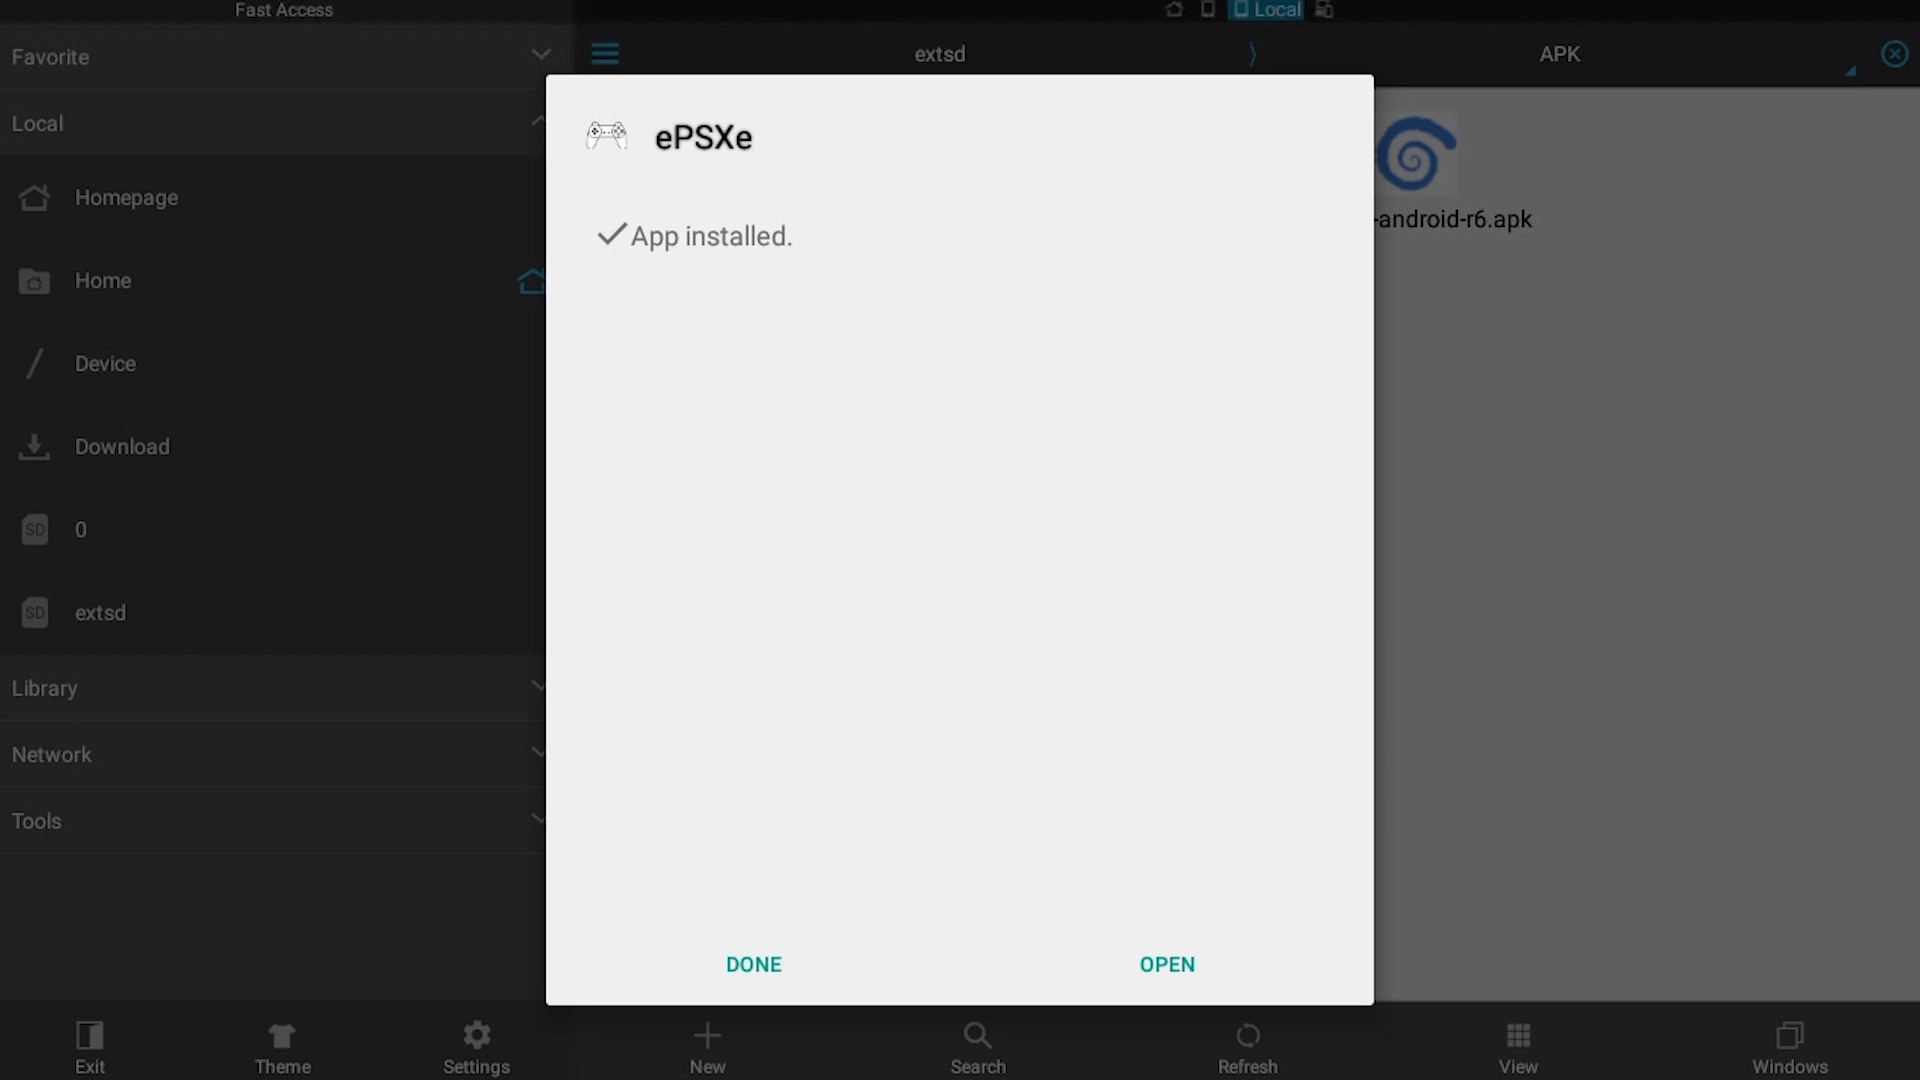 Fast Access
Local
Favorite
extsd
APK
Local
ePSXe
Homepage
-android-r6.apk
App installed.
Home
Device
Download
SD 0
SD extsd
Library
Network
Tools
DONE
OPEN
Exit
Theme
Settings
New
Search
Refresh
View
Windows